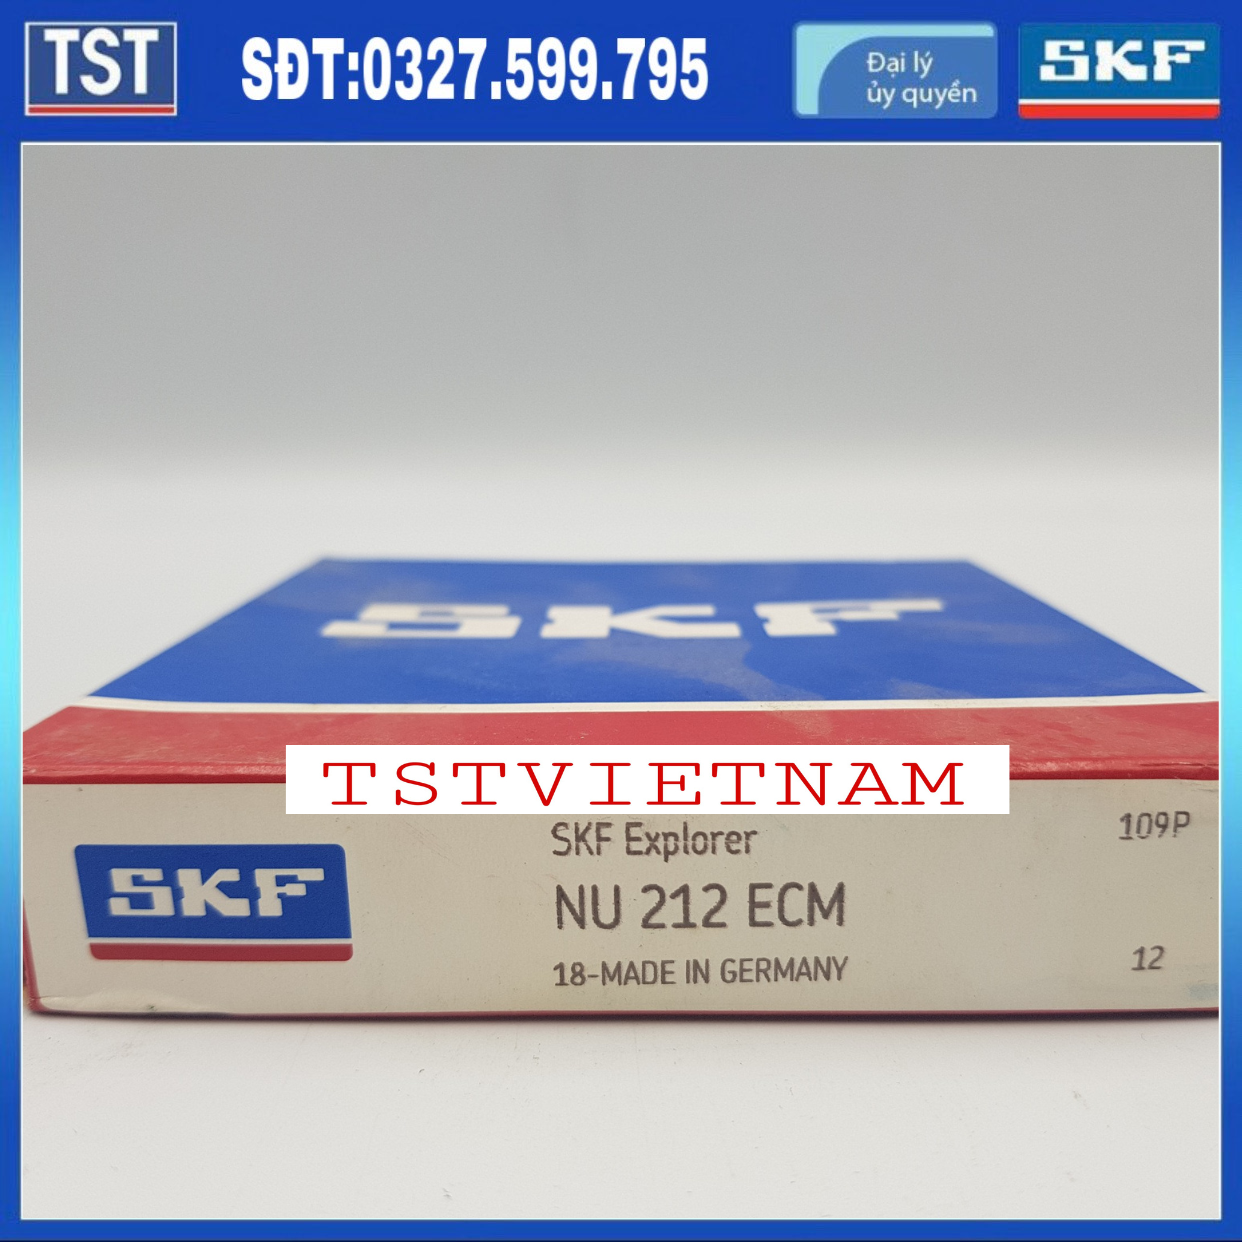 TST
SĐT:0327.599.795
Đại lý
ủy quyền
SKF
SKF
TSTVIETNAM
SKF
SKF Explorer
NU 212 ECM
18-MADE IN GERMANY
109P
12